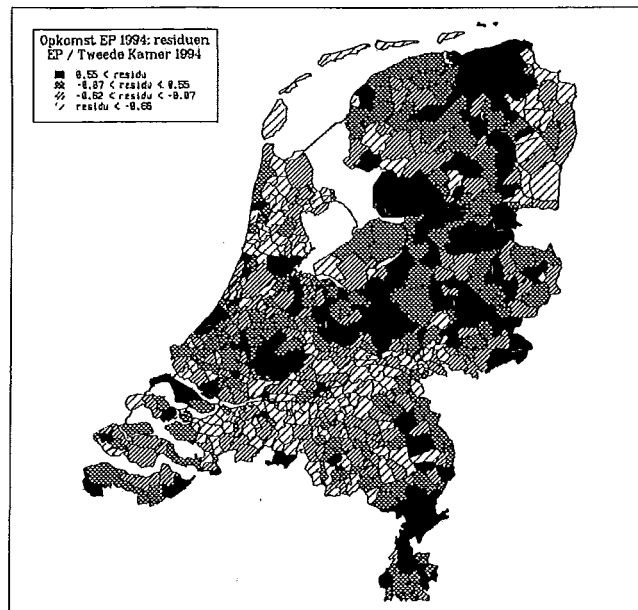 Opkomst EP 1994: residuen
EP / Tweede Kamer 1994
0.55 < residu
-0.07 < residu < 0.55
-0.62 < residu < -0.07
residu < -0.66